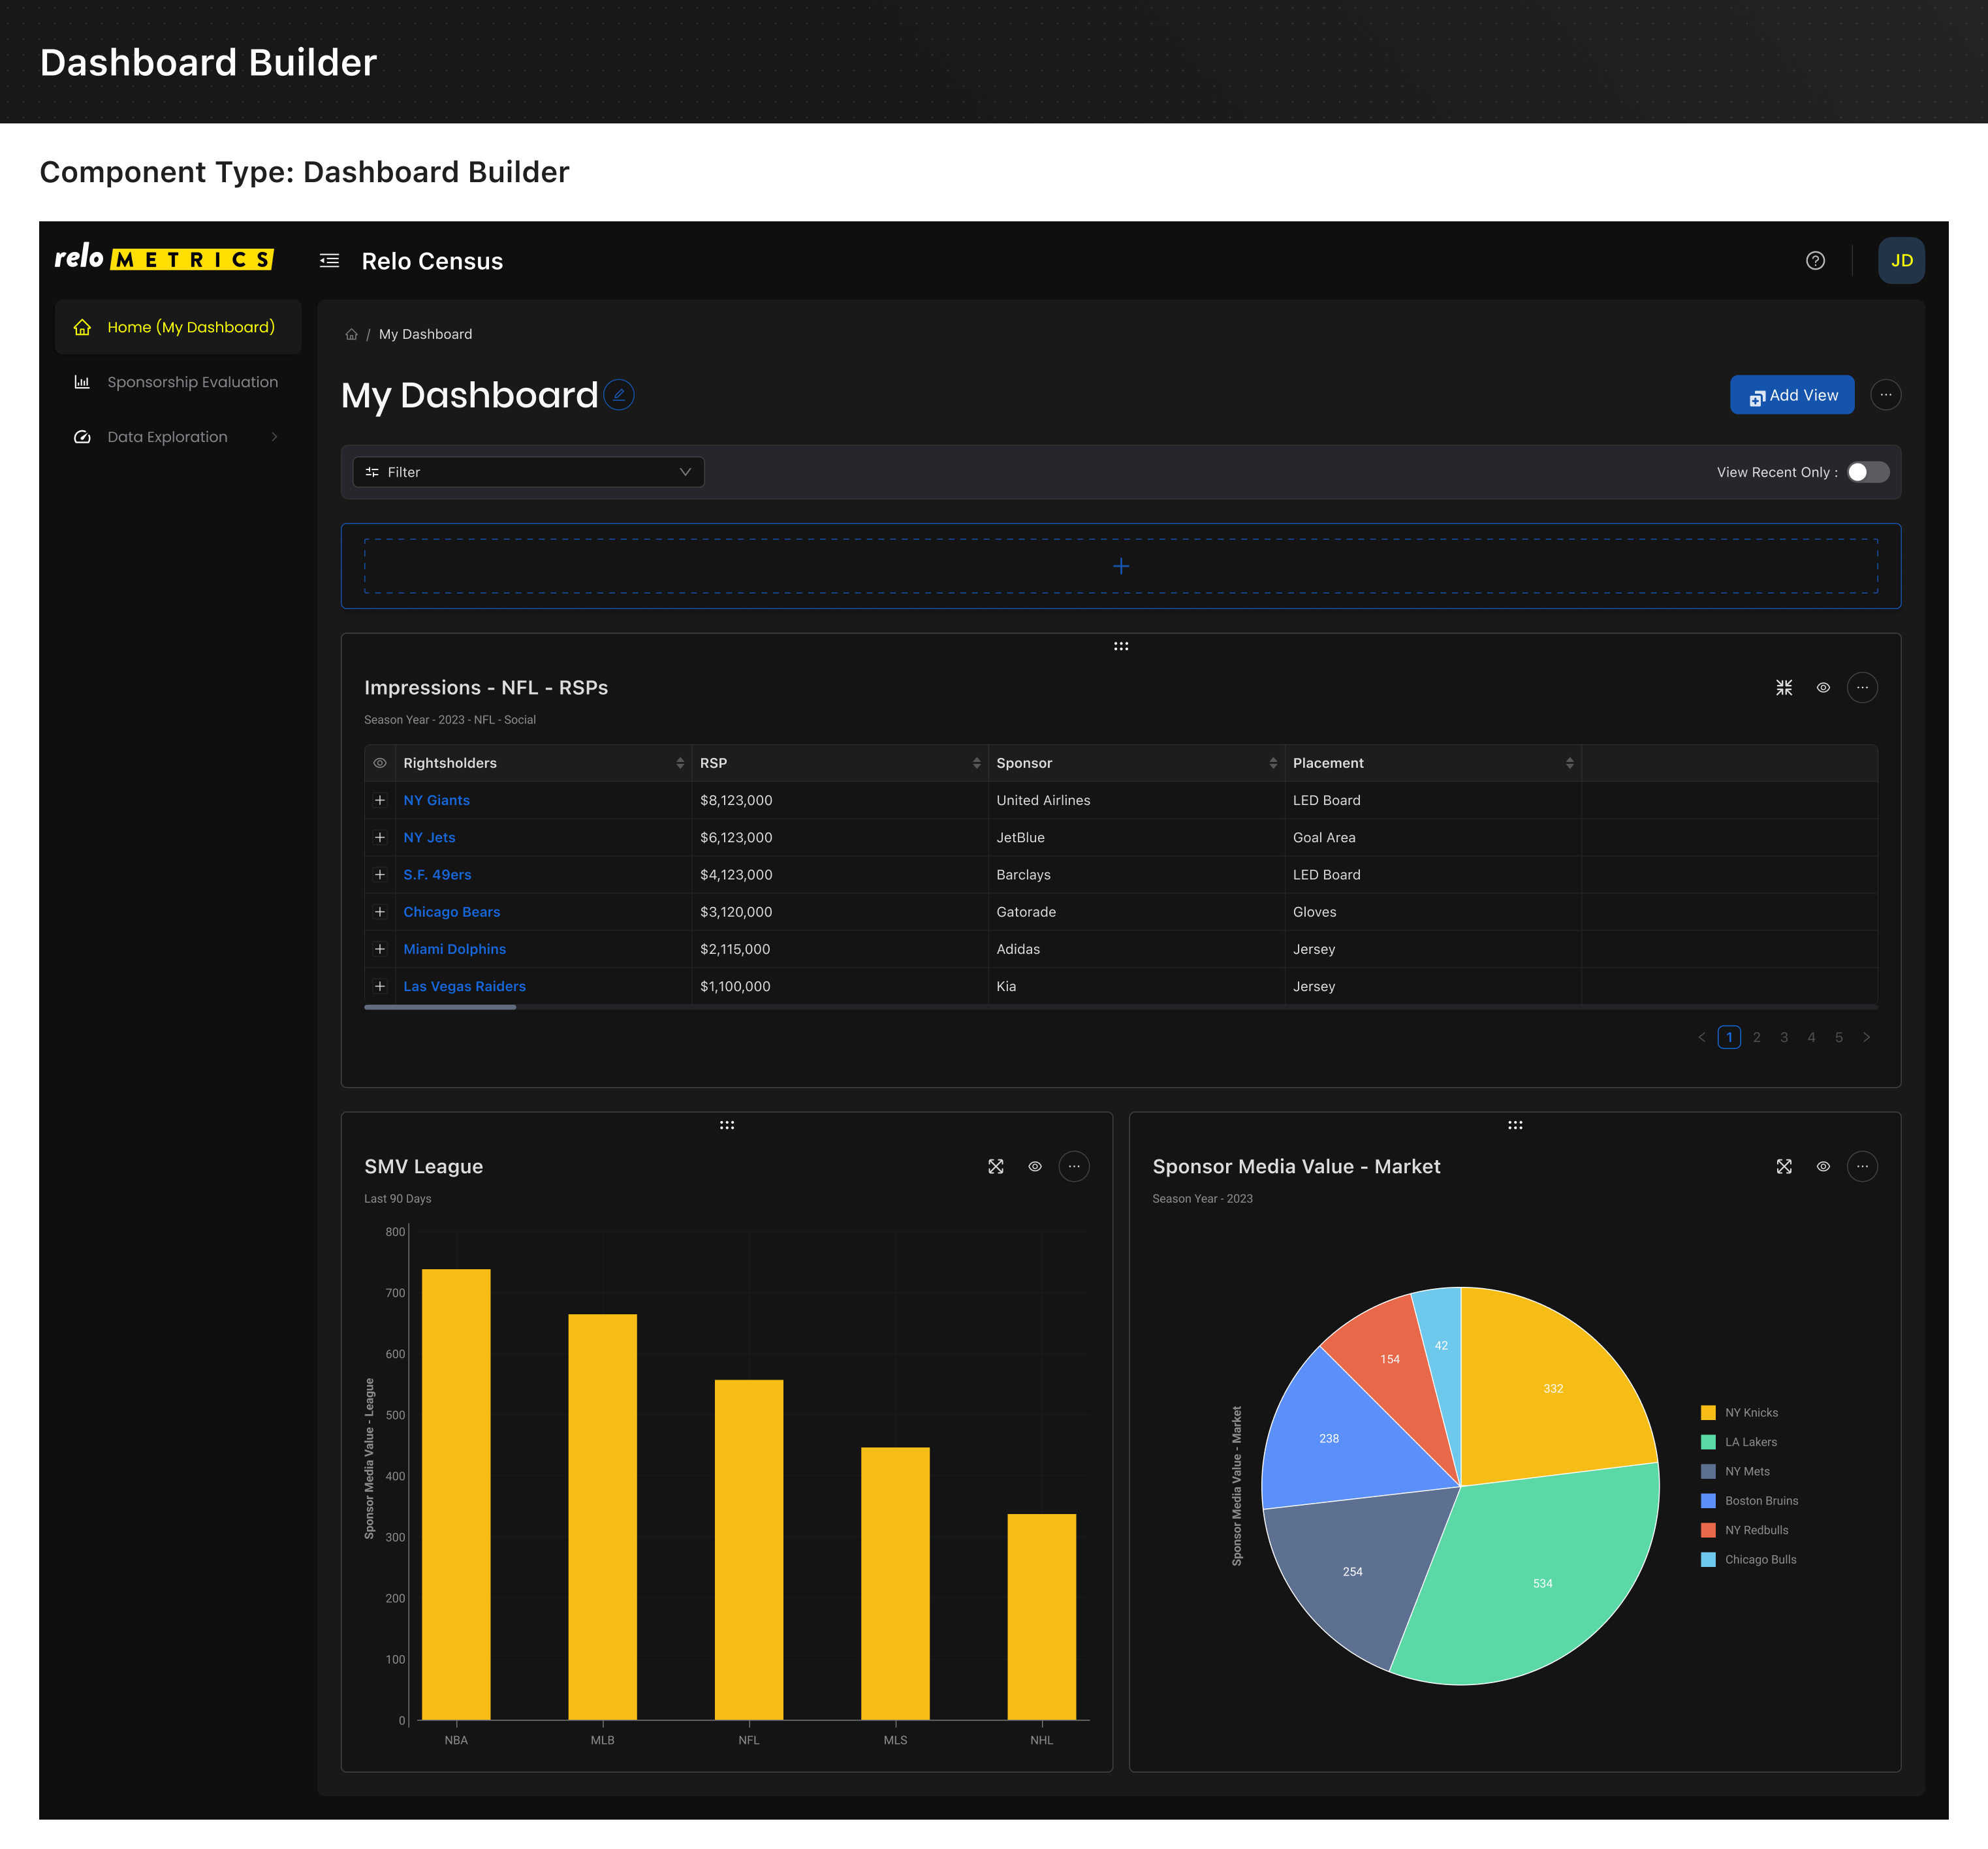 Dashboard Builder
Component Type: Dashboard Builder
relo METRICS
Relo Census
JD
Home (My Dashboard)
Sponsorship Evaluation
Data Exploration
/ My Dashboard
My Dashboard
Add View
Filter
View Recent Only :
Impressions - NFL - RSPs
Season Year - 2023 - NFL - Social
Rightsholders RSP Sponsor Placement
NY Giants $8,123,000 United Airlines LED Board
NY Jets $6,123,000 JetBlue Goal Area
S.F. 49ers $4,123,000 Barclays LED Board
Chicago Bears $3,120,000 Gatorade Gloves
Miami Dolphins $2,115,000 Adidas Jersey
Las Vegas Raiders $1,100,000 Kia Jersey
1 2 3 4 5
SMV League
Last 90 Days
Sponsor Media Value - League
800
700
600
500
400
300
200
100
0
NBA MLB NFL MLS NHL
Sponsor Media Value - Market
Season Year - 2023
Sponsor Media Value - Market
42
154
332
238
254
534
NY Knicks
LA Lakers
NY Mets
Boston Bruins
NY Redbulls
Chicago Bulls